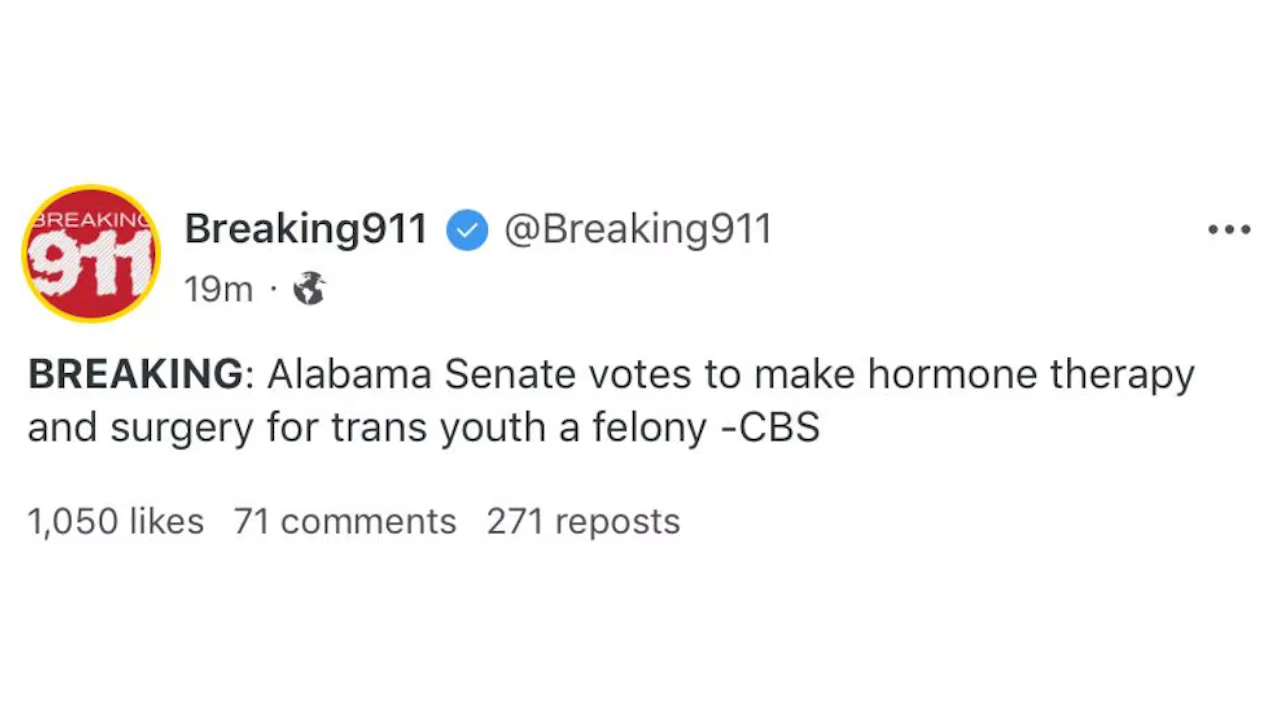 BREAKING
911
Breaking911 @Breaking911
19m ·
BREAKING: Alabama Senate votes to make hormone therapy
and surgery for trans youth a felony -CBS
1,050 likes 71 comments 271 reposts